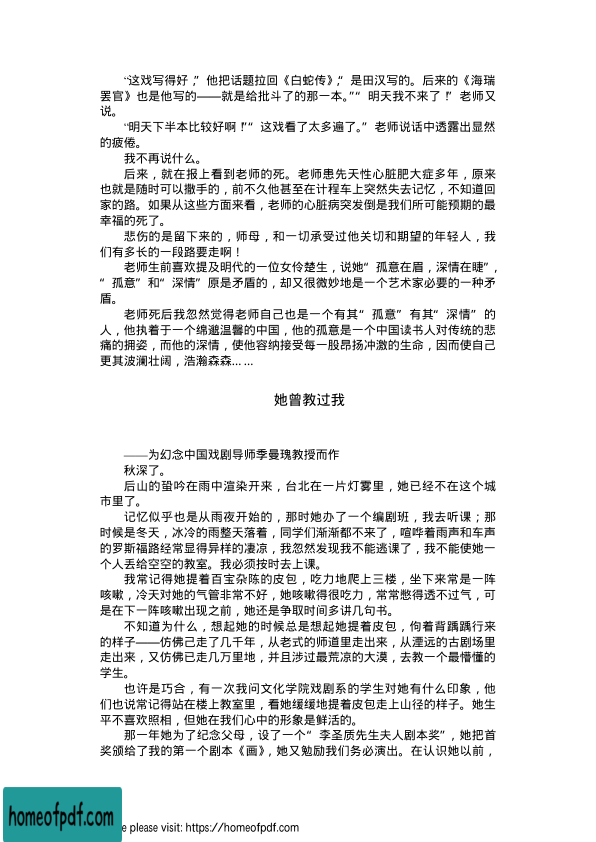 “这戏写得好，”他把话题拉回《白蛇传》，“是田汉写的。后来的《海瑞
罢官》也是他写的——就是给批斗了的那一本。”“明天我不来了！”老师又
说。
“明天下半本比较好啊！”“这戏看了太多遍了。”老师说话中透露出显然
的疲倦。
我不再说什么。
后来，就在报上看到老师的死。老师患先天性心脏肥大症多年，原来
也就是随时可以撒手的，前不久他甚至在计程车上突然失去记忆，不知道回
家的路。如果从这些方面来看，老师的心脏病突发倒是我们所可能预期的最
幸福的死了。
悲伤的是留下来的，师母，和一切承受过他关切和期望的年轻人，我
们有多长的一段路要走啊！
老师生前喜欢提及明代的一位女伶楚生，说她“孤意在眉，深情在睫”，
“孤意”和“深情”原是矛盾的，却又很微妙地是一个艺术家必要的一种矛
盾。
老师死后我忽然觉得老师自己也是一个有其“孤意”有其“深情”的
人，他执着于一个绵邈温馨的中国，他的孤意是一个中国读书人对传统的悲
痛的拥姿，而他的深情，使他容纳接受每一股昂扬冲激的生命，因而使自己
更其波澜壮阔，浩瀚森森……
她曾教过我
——为幻念中国戏剧导师李曼瑰教授而作
秋深了。
后山的蛩吟在雨中渲染开来，台北在一片灯雾里，她已经不在这个城
市里了。
记忆似乎也是从雨夜开始的，那时她办了一个编剧班，我去听课；那
时候是冬天，冰冷的雨整天落着，同学们渐渐都不来了，喧哗着雨声和车声
的罗斯福路经常显得异样的凄凉，我忽然发现我不能逃课了，我不能使她一
个人丢给空空的教室。我必须按时去上课。
我常记得她提着百宝杂陈的皮包，吃力地爬上三楼，坐下来常是一阵
咳嗽，冷天对她的气管非常不好，她咳嗽得很吃力，常常憋得透不过气，可
是在下一阵咳嗽出现之前，她还是争取时间多讲几句书。
不知道为什么，想起她的时候总是想起她提着皮包，佝着背踽踽行来
的样子——仿佛己走了几千年，从老式的师道里走出来，从湮远的古剧场里
走出来，又仿佛已走几万里地，并且涉过最荒凉的大漠，去教一个最懵懂的
学生。
也许是巧合，有一次我问文化学院戏剧系的学生对她有什么印象，他
们也说常记得站在楼上教室里，看她缓缓地提着皮包走上山径的样子。她生
平不喜欢照相，但她在我们心中的形象是鲜活的。
那一年她为了纪念父母，设了一个“李圣质先生夫人剧本奖”，她把首
奖颁给了我的第一个剧本《画》，她又勉励我们务必演出。在认识她以前，
homeofpdf.com
e please visit: https://homeofpdf.com